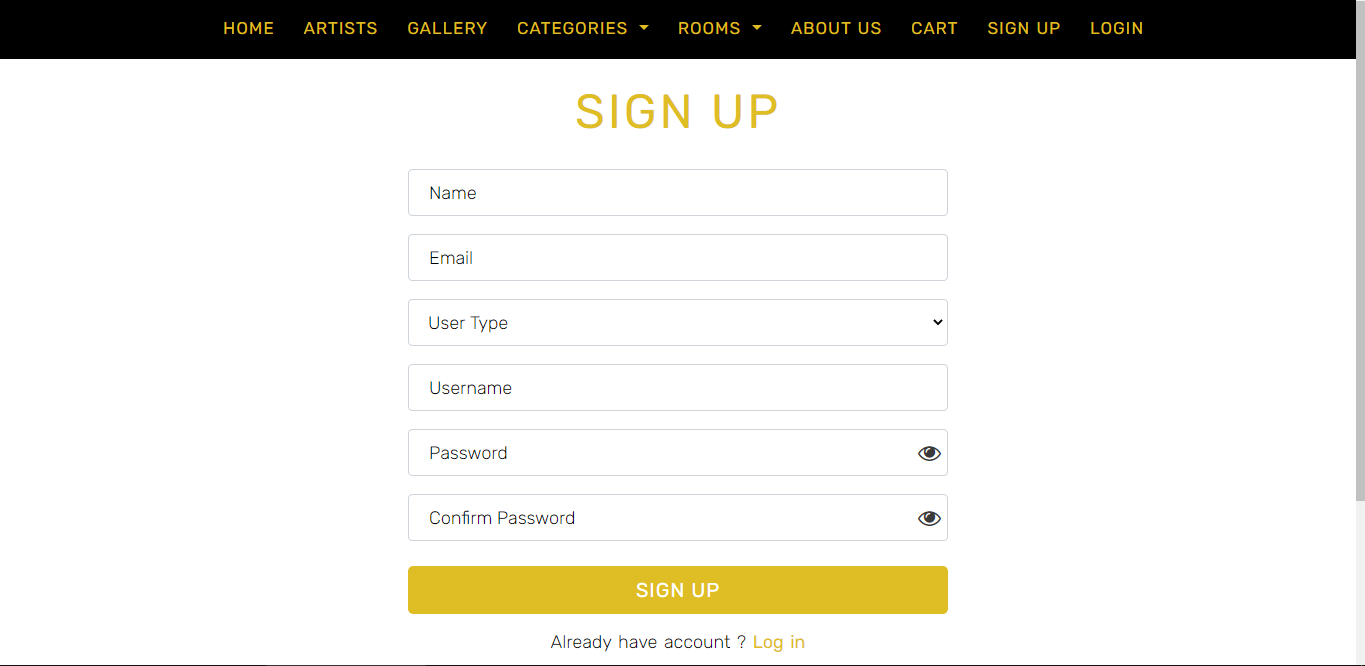 HOME ARTISTS GALLERY CATEGORIES ROOMS ABOUT US CART SIGN UP LOGIN
SIGN UP
Name
Email
User Type
Username
Password
Confirm Password
SIGN UP
Already have account ? Log in